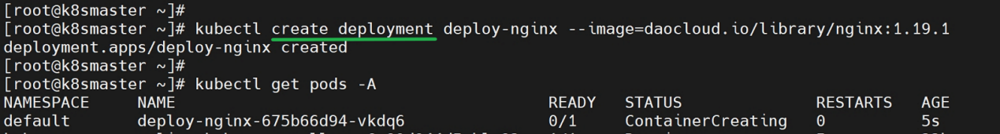 [root@k8smaster ~]#
[root@k8smaster ~]# kubectl create deployment deploy-nginx --image=daocloud.io/library/nginx:1.19.1
deployment.apps/deploy-nginx created
[root@k8smaster ~]#
[root@k8smaster ~]# kubectl get pods -A
NAMESPACE NAME READY STATUS RESTARTS AGE
default deploy-nginx-675b66d94-vkdq6 0/1 ContainerCreating 0 5s